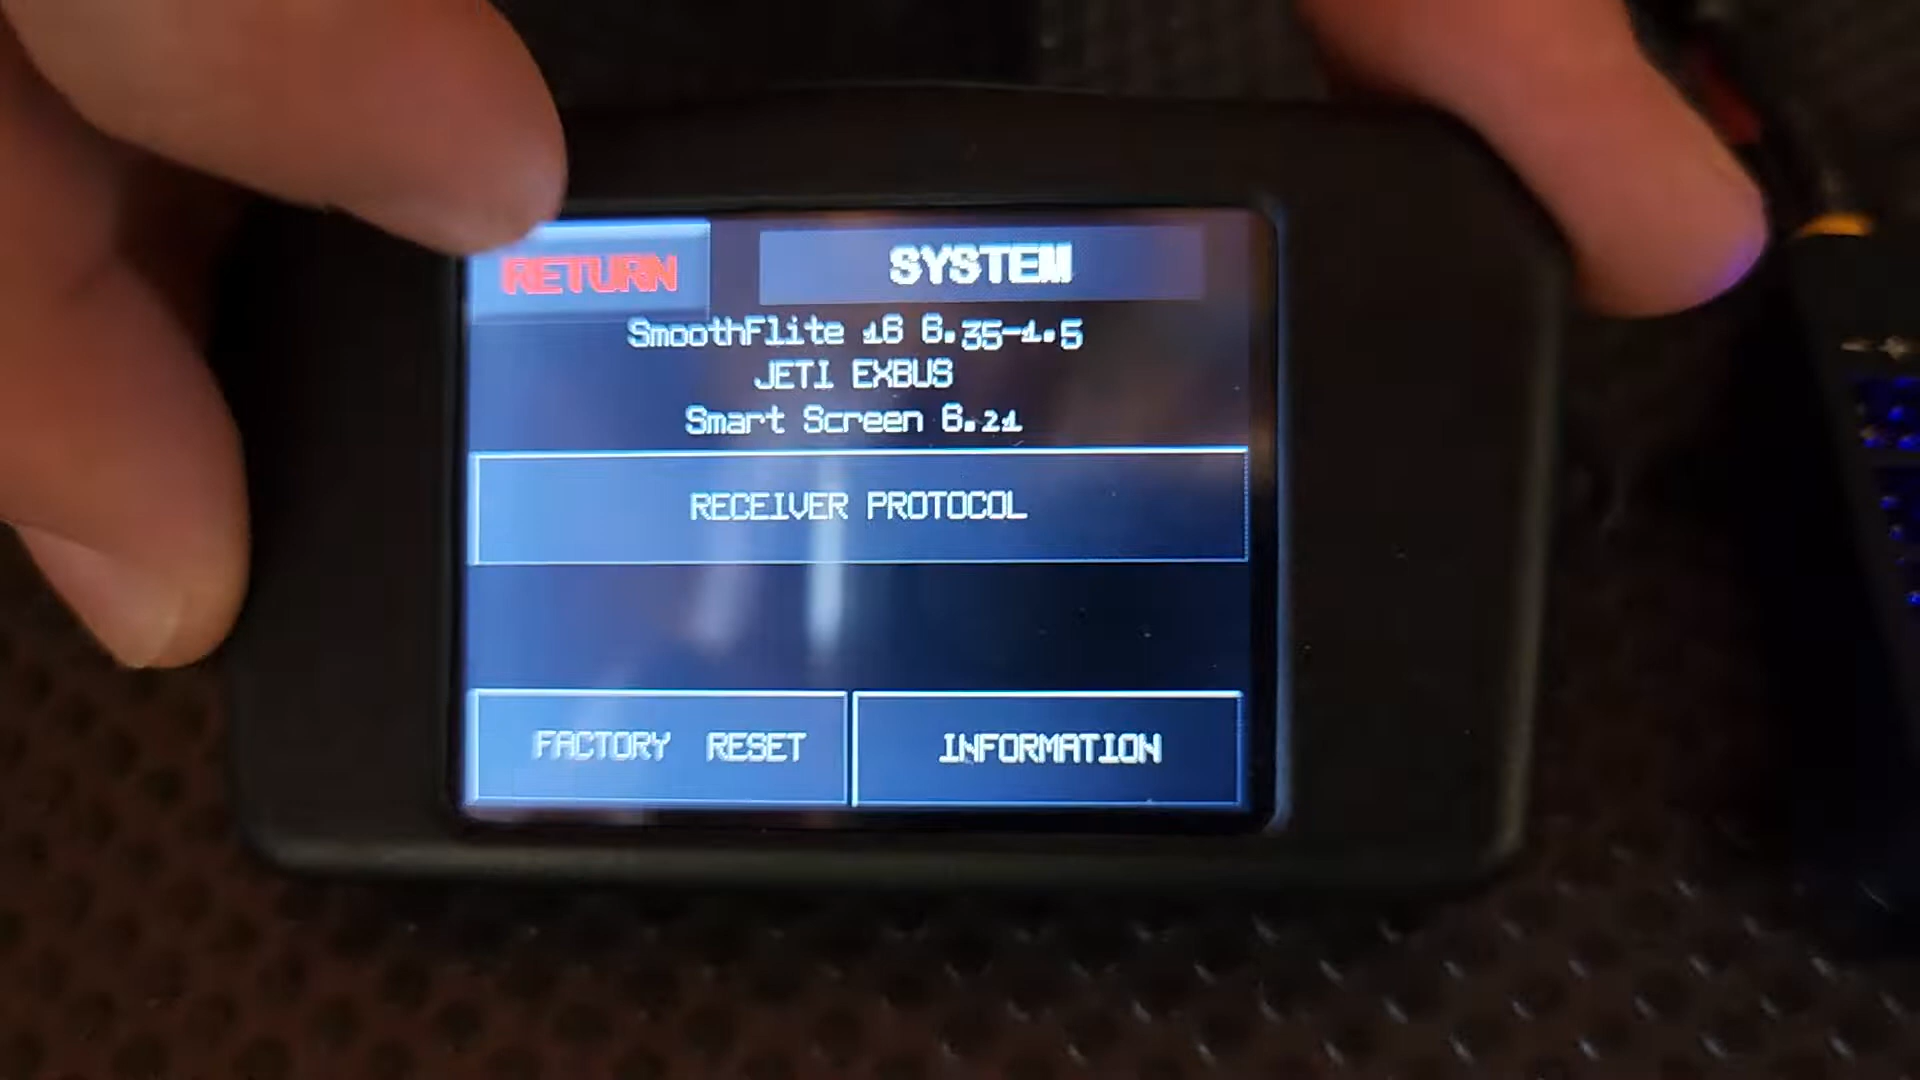 RETURN
SYSTEM
SmoothFlite 16 6.35-1.5
JETI EXBUS
Smart Screen 6.21
RECEIVER PROTOCOL
FACTORY RESET
INFORMATION